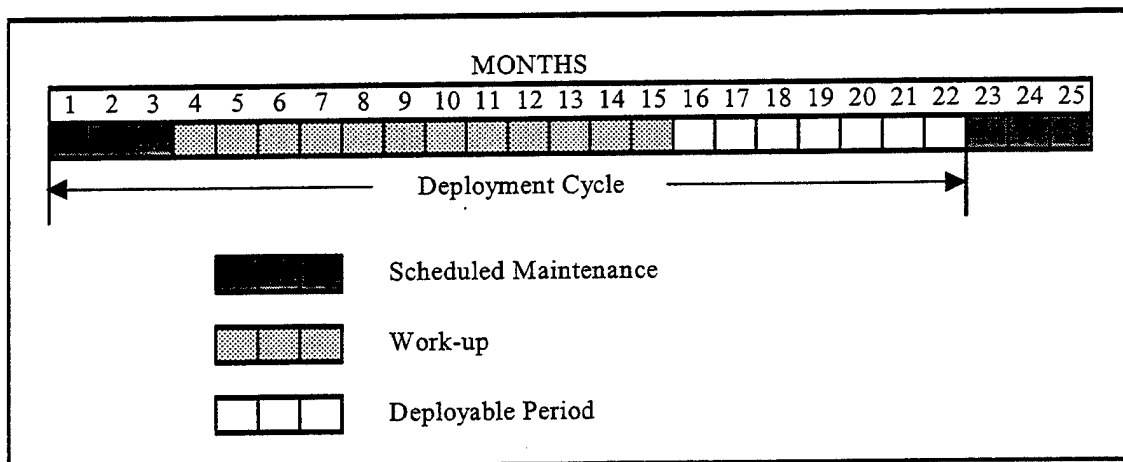 MONTHS
1 2 3 4 5 6 7 8 9 10 11 12 13 14 15 16 17 18 19 20 21 22 23 24 25
Deployment Cycle
Scheduled Maintenance
Work-up
Deployable Period